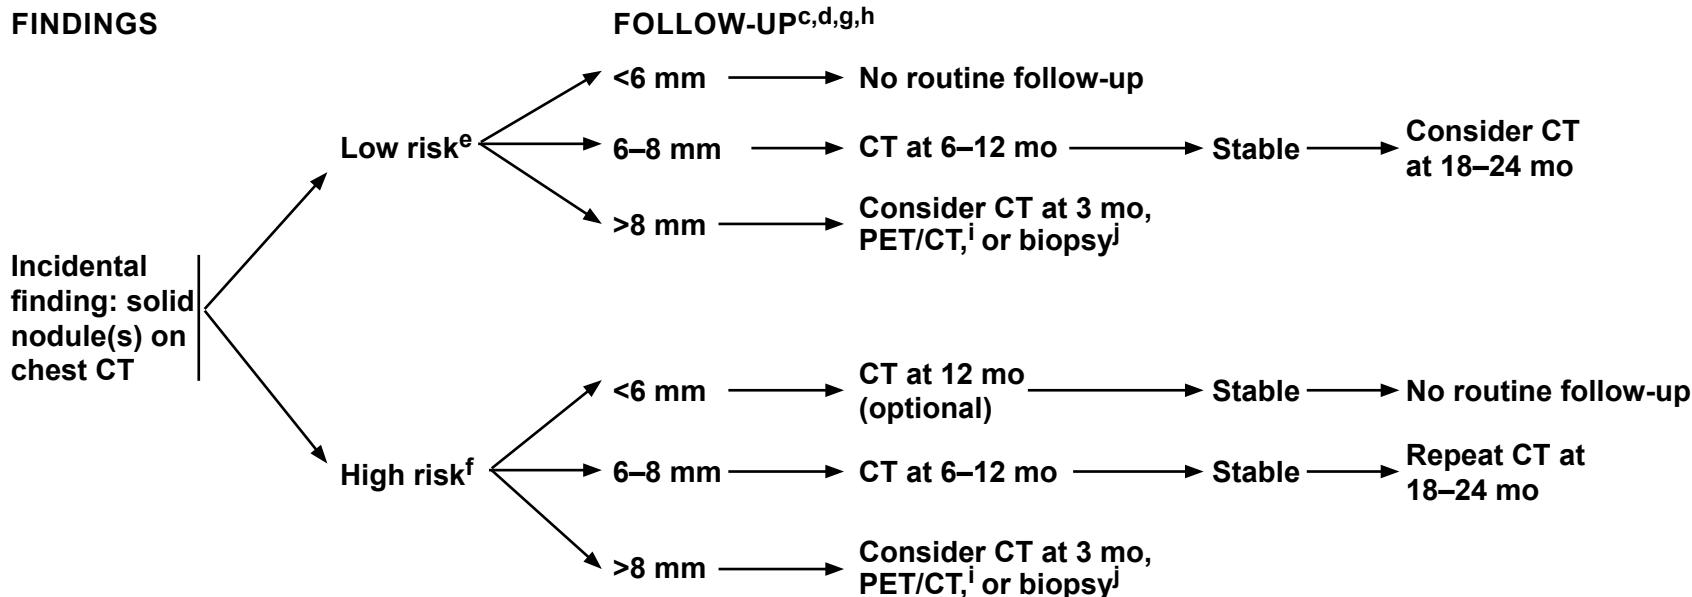 FINDINGS
FOLLOW-UPc,d,g,h
<6 mm
No routine follow-up
Low riske
6–8 mm
CT at 6–12 mo
Stable
Consider CT
at 18–24 mo
>8 mm
Consider CT at 3 mo,
PET/CT,i or biopsyj
Incidental
finding: solid
nodule(s) on
chest CT
<6 mm
CT at 12 mo
(optional)
Stable
No routine follow-up
High riskf
6–8 mm
CT at 6–12 mo
Stable
Repeat CT at
18–24 mo
>8 mm
Consider CT at 3 mo,
PET/CT,i or biopsyj